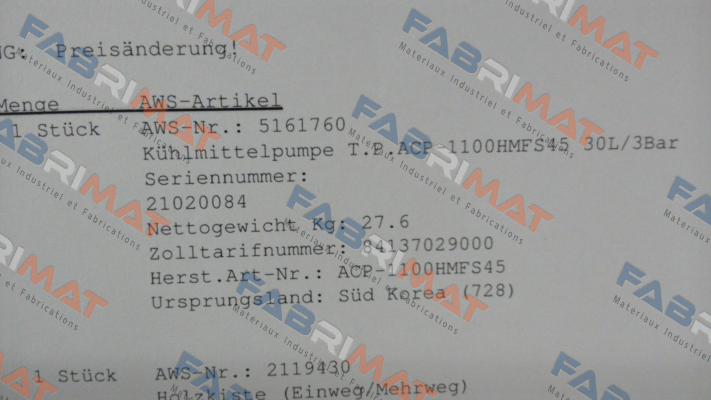 NG: Preisänderung!
Menge AWS-Artikel
1 Stück AWS-Nr.: 5161760
Kühlmittelpumpe T.P.ACP-1100HMFS45 30L/3Bar
Seriennummer:
21020084
Nettogewicht Kg: 27.6
Zolltarifnummer: 84137029000
Herst.Art-Nr.: ACP-1100HMFS45
Ursprungsland: Süd Korea (728)
1 Stück AWS-Nr.: 2119430
Holzkiste (Einweg/Mehrweg)
FABRIMAT
Matériaux Industriel et Fabrications